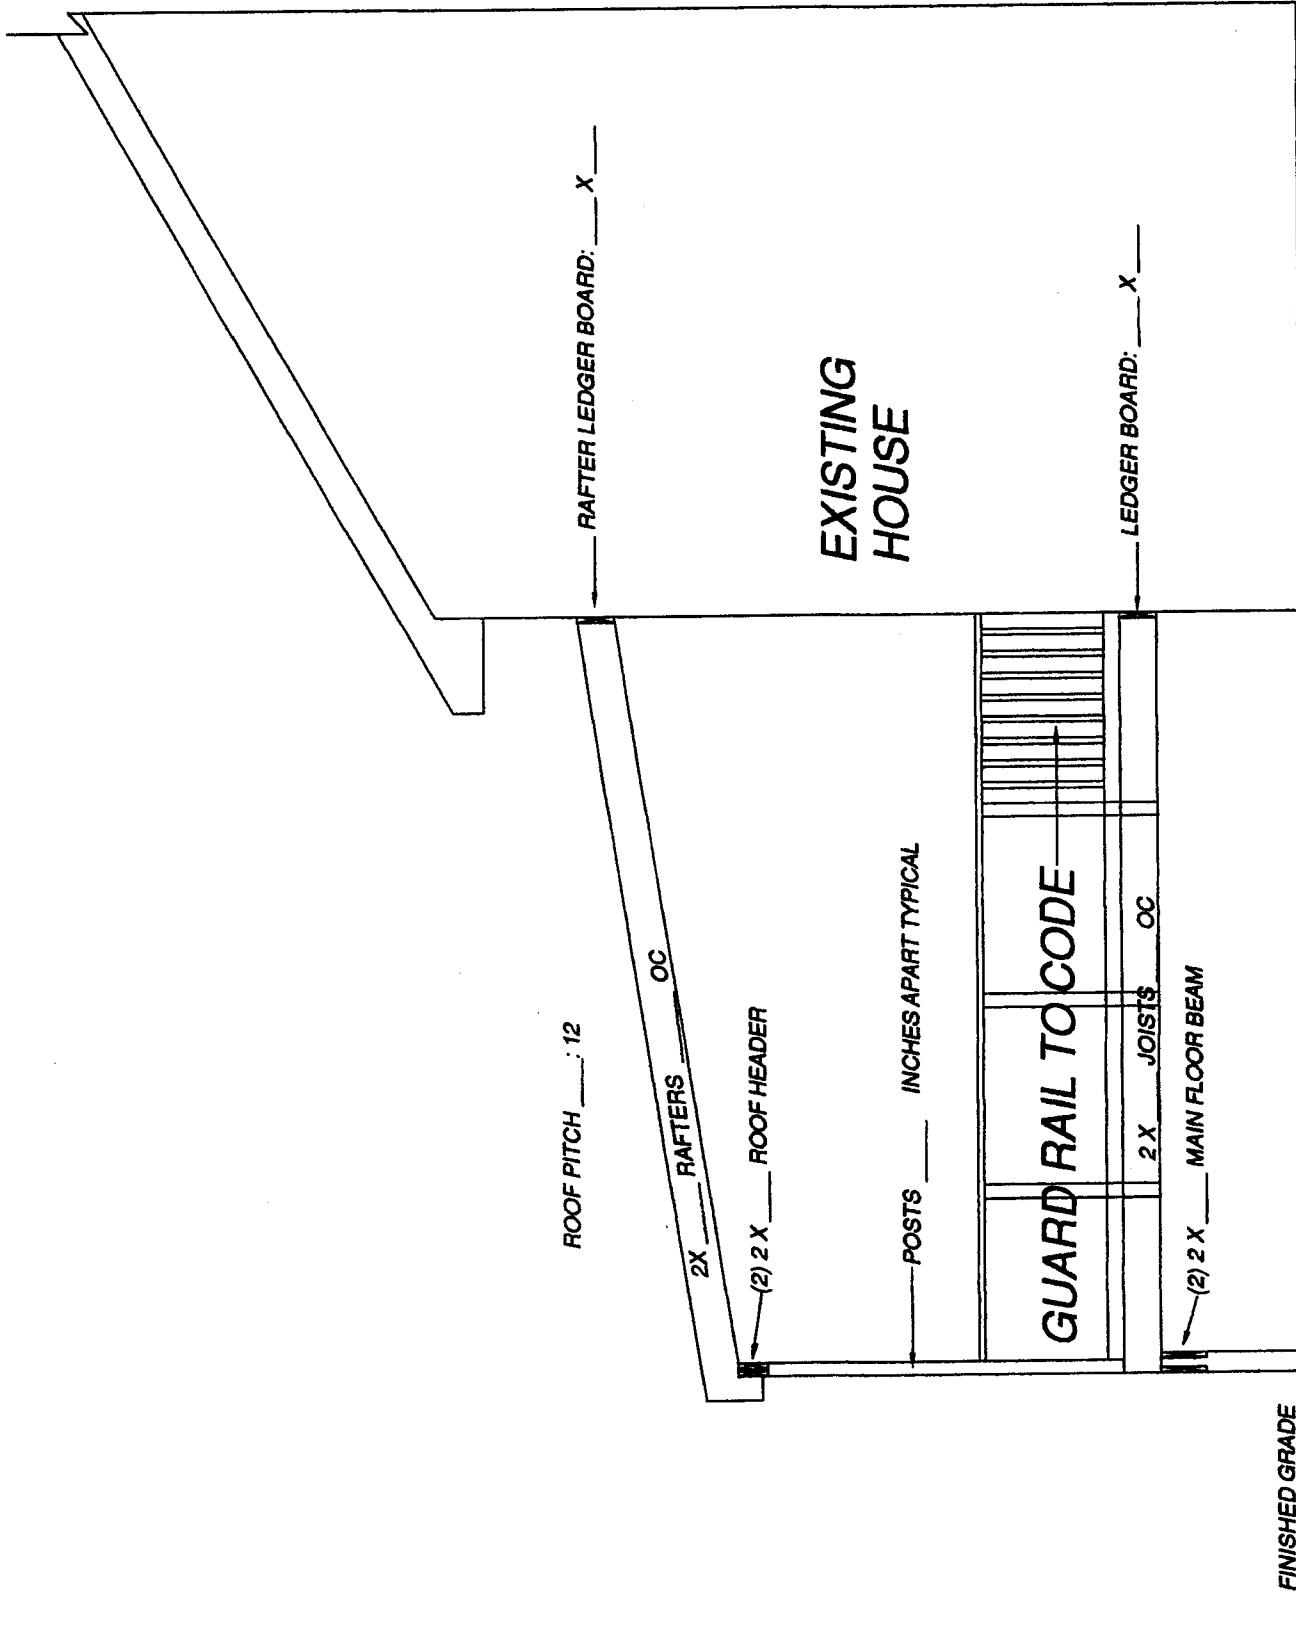 ROOF PITCH ___: 12
RAFTER LEDGER BOARD: ___ X ___
2X ___ RAFTERS ___ OC
(2) 2 X ___ ROOF HEADER
EXISTING
HOUSE
POSTS ___ INCHES APART TYPICAL
GUARD RAIL TO CODE
LEDGER BOARD: ___ X ___
2 X JOISTS OC
(2) 2 X ___ MAIN FLOOR BEAM
FINISHED GRADE